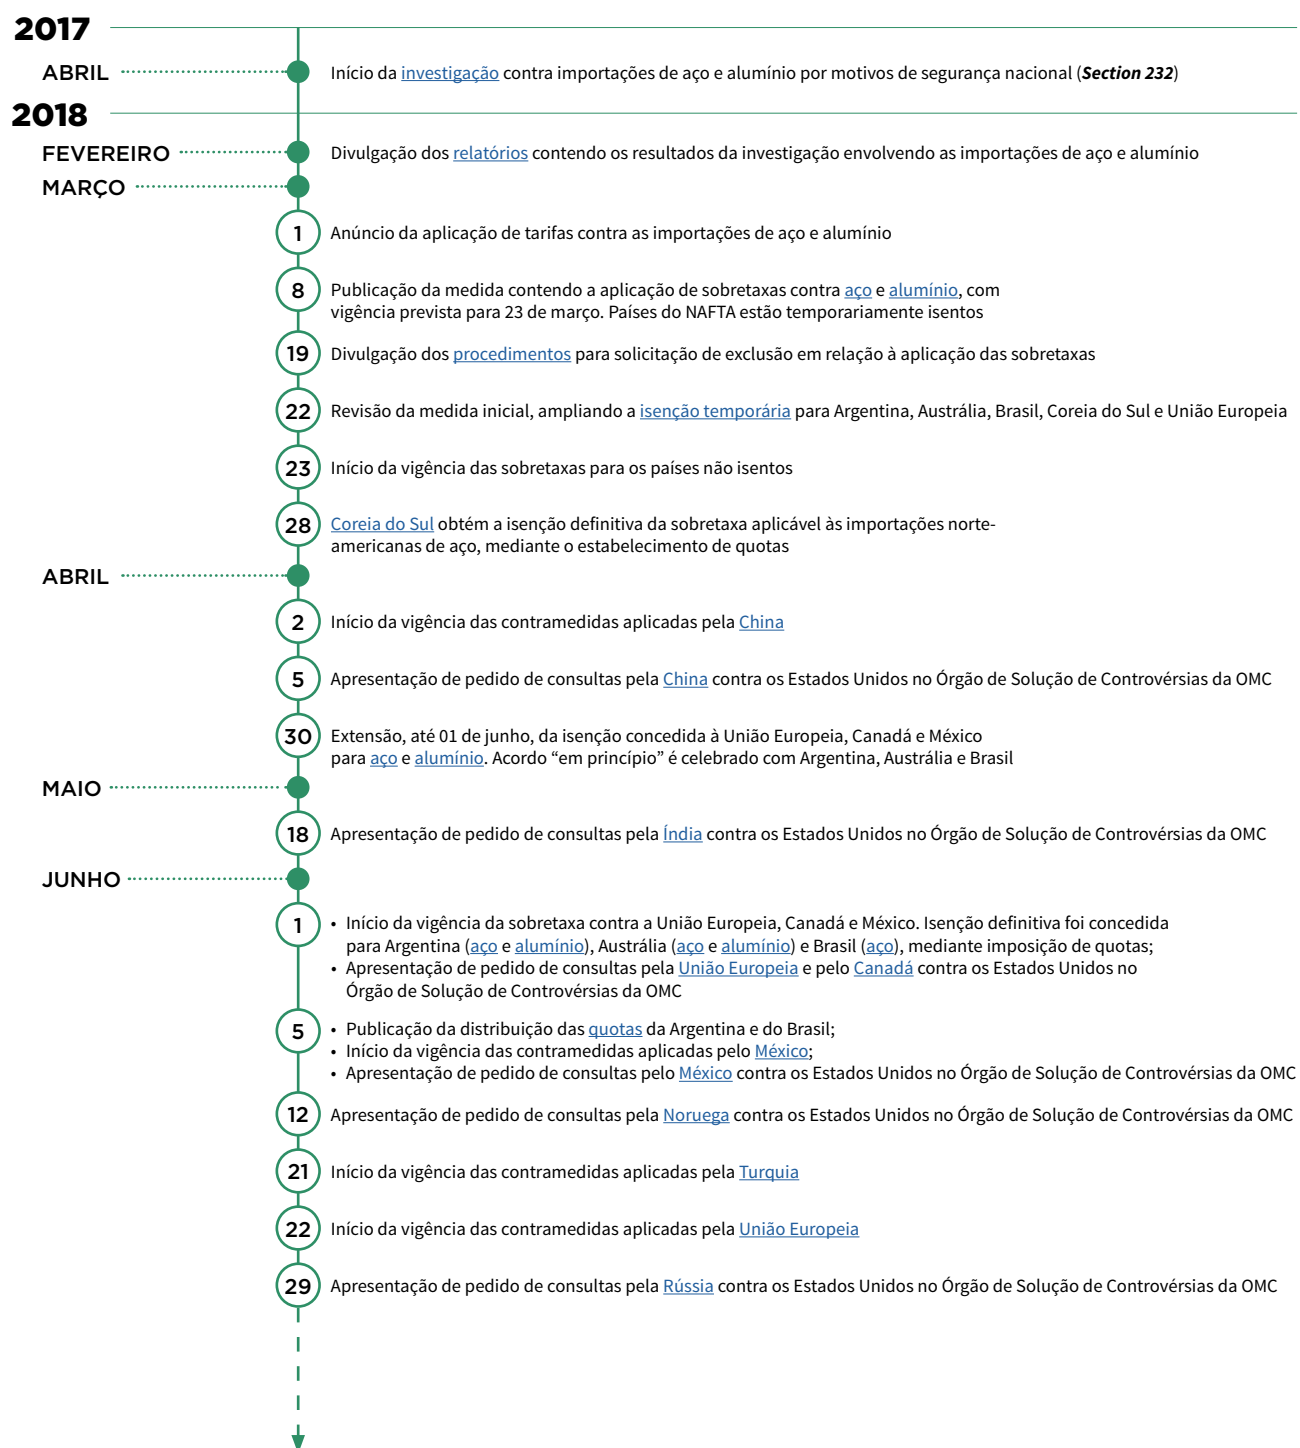 2017
ABRIL
Início da investigação contra importações de aço e alumínio por motivos de segurança nacional (Section 232)
2018
FEVEREIRO
Divulgação dos relatórios contendo os resultados da investigação envolvendo as importações de aço e alumínio
MARÇO
1
Anúncio da aplicação de tarifas contra as importações de aço e alumínio
8
Publicação da medida contendo a aplicação de sobretaxas contra aço e alumínio, com
vigência prevista para 23 de março. Países do NAFTA estão temporariamente isentos
19
Divulgação dos procedimentos para solicitação de exclusão em relação à aplicação das sobretaxas
22
Revisão da medida inicial, ampliando a isenção temporária para Argentina, Austrália, Brasil, Coreia do Sul e União Europeia
23
Início da vigência das sobretaxas para os países não isentos
28
Coreia do Sul obtém a isenção definitiva da sobretaxa aplicável às importações norte-
americanas de aço, mediante o estabelecimento de quotas
ABRIL
2
Início da vigência das contramedidas aplicadas pela China
5
Apresentação de pedido de consultas pela China contra os Estados Unidos no Órgão de Solução de Controvérsias da OMC
30
Extensão, até 01 de junho, da isenção concedida à União Europeia, Canadá e México
para aço e alumínio. Acordo “em princípio” é celebrado com Argentina, Austrália e Brasil
MAIO
18
Apresentação de pedido de consultas pela Índia contra os Estados Unidos no Órgão de Solução de Controvérsias da OMC
JUNHO
1
• Início da vigência da sobretaxa contra a União Europeia, Canadá e México. Isenção definitiva foi concedida
para Argentina (aço e alumínio), Austrália (aço e alumínio) e Brasil (aço), mediante imposição de quotas;
• Apresentação de pedido de consultas pela União Europeia e pelo Canadá contra os Estados Unidos no
Órgão de Solução de Controvérsias da OMC
5
• Publicação da distribuição das quotas da Argentina e do Brasil;
• Início da vigência das contramedidas aplicadas pelo México;
• Apresentação de pedido de consultas pelo México contra os Estados Unidos no Órgão de Solução de Controvérsias da OMC
12
Apresentação de pedido de consultas pela Noruega contra os Estados Unidos no Órgão de Solução de Controvérsias da OMC
21
Início da vigência das contramedidas aplicadas pela Turquia
22
Início da vigência das contramedidas aplicadas pela União Europeia
29
Apresentação de pedido de consultas pela Rússia contra os Estados Unidos no Órgão de Solução de Controvérsias da OMC